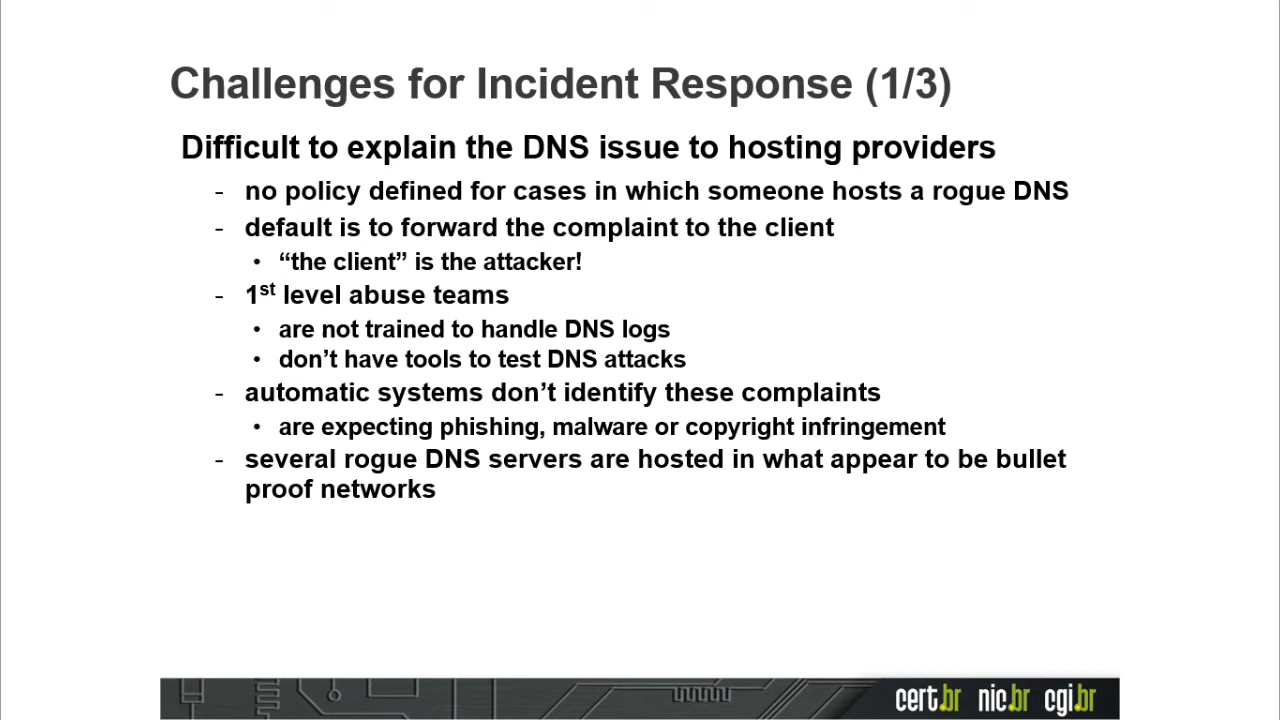 Challenges for Incident Response (1/3)
Difficult to explain the DNS issue to hosting providers
- no policy defined for cases in which someone hosts a rogue DNS
- default is to forward the complaint to the client
• “the client” is the attacker!
- 1st level abuse teams
• are not trained to handle DNS logs
• don’t have tools to test DNS attacks
- automatic systems don’t identify these complaints
• are expecting phishing, malware or copyright infringement
- several rogue DNS servers are hosted in what appear to be bullet
proof networks
cert.br nic.br cgi.br